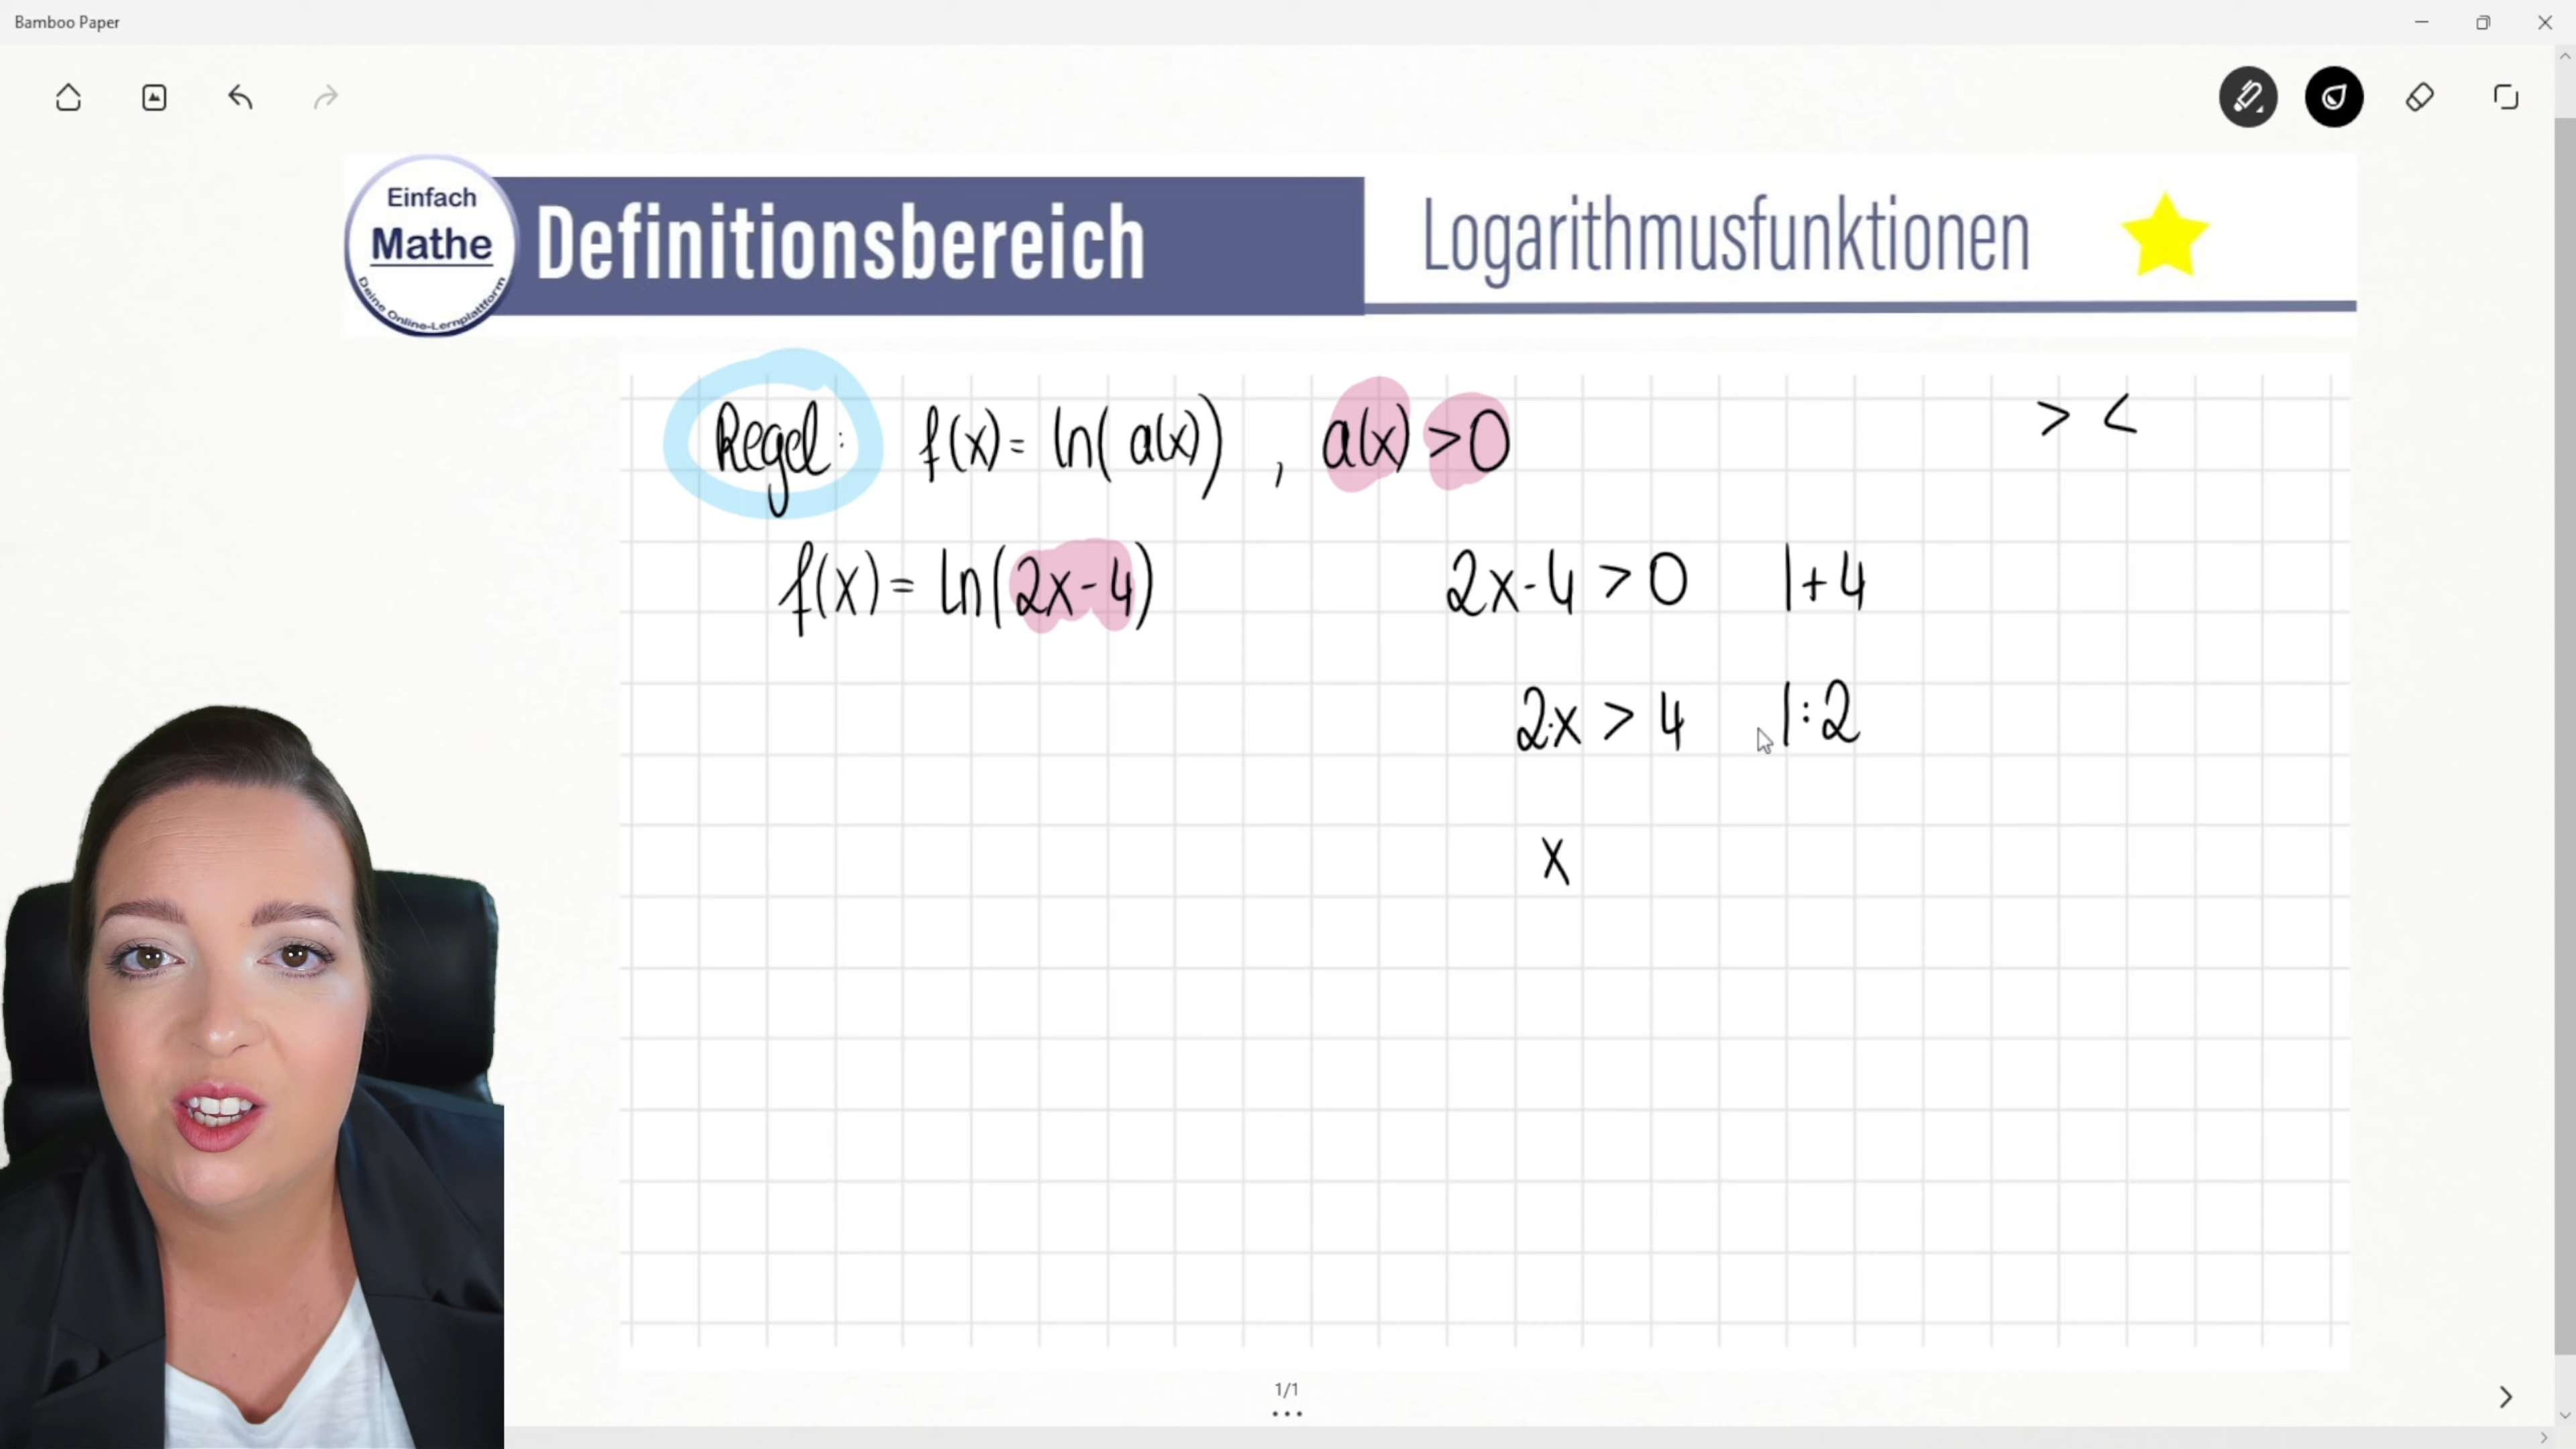 Bamboo Paper
Einfach
Mathe
Deine Online-Lernplattform
Definitionsbereich
Logarithmusfunktionen
Regel: f(x) = ln(a(x)) , a(x) > 0
> <
f(x) = ln(2x-4)
2x-4 > 0 |+4
2·x > 4 |:2
x
1/1